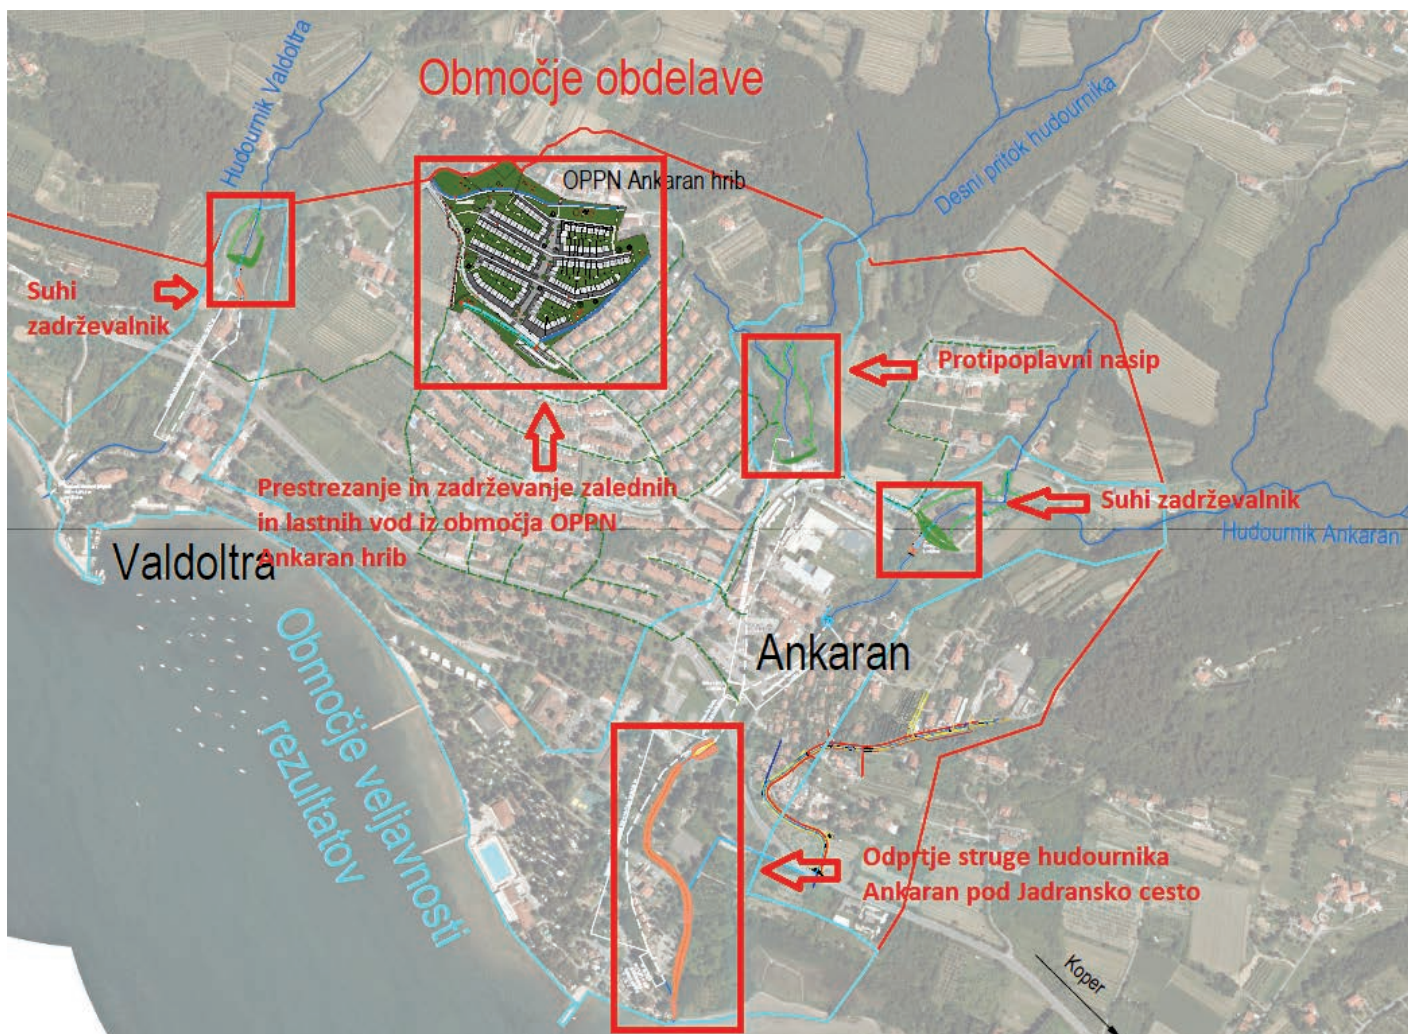 Območje obdelave
Hudournik Valdoltra
Desni pritok hudournika
OPPN Ankaran hrib
Suhi
zadrževalnik
Protipoplavni nasip
Prestrezanje in zadrževanje zalednih
in lastnih vod iz območja OPPN
Ankaran hrib
Suhi zadrževalnik
Hudournik Ankaran
Valdoltra
Ankaran
Območje veljavnosti
rezultatov
Odprtje struge hudournika
Ankaran pod Jadransko cesto
Koper